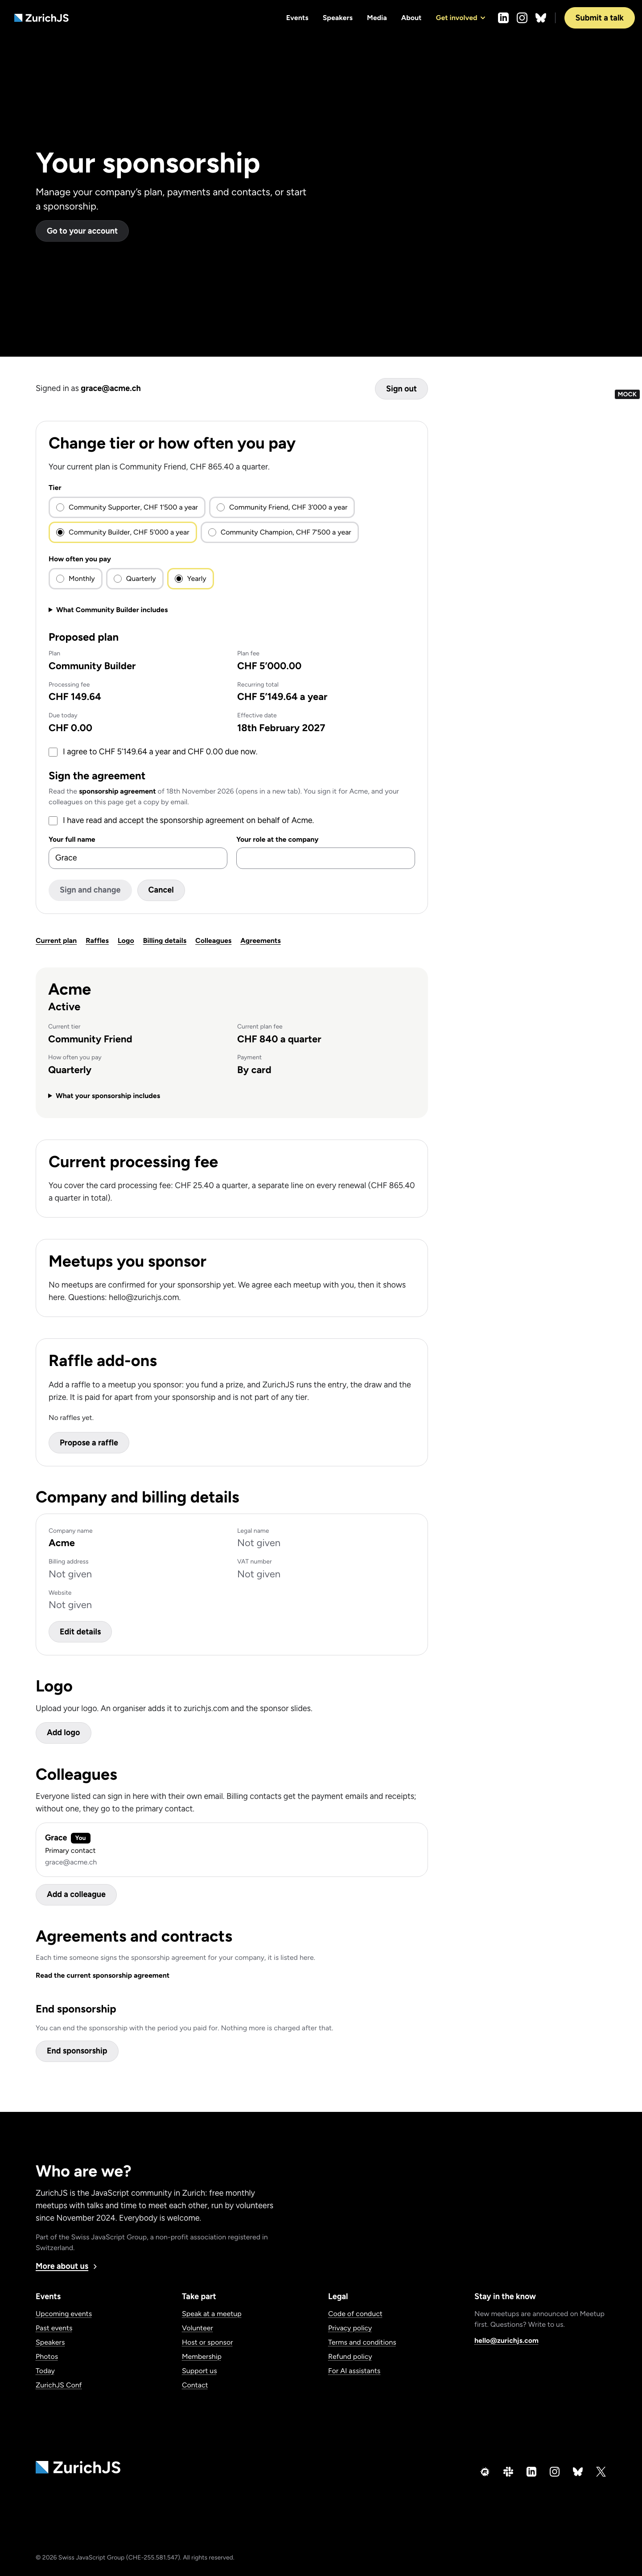 ZurichJS
Events
Speakers
Media
About
Get involved
Submit a talk
Your sponsorship
Manage your company’s plan, payments and contacts, or start
a sponsorship.
Go to your account
Signed in as grace@acme.ch
Sign out
MOCK
Change tier or how often you pay
Your current plan is Community Friend, CHF 865.40 a quarter.
Tier
Community Supporter, CHF 1’500 a year
Community Friend, CHF 3’000 a year
Community Builder, CHF 5’000 a year
Community Champion, CHF 7’500 a year
How often you pay
Monthly
Quarterly
Yearly
What Community Builder includes
Proposed plan
Plan
Community Builder
Plan fee
CHF 5’000.00
Processing fee
CHF 149.64
Recurring total
CHF 5’149.64 a year
Due today
CHF 0.00
Effective date
18th February 2027
I agree to CHF 5’149.64 a year and CHF 0.00 due now.
Sign the agreement
Read the sponsorship agreement of 18th November 2026 (opens in a new tab). You sign it for Acme, and your
colleagues on this page get a copy by email.
I have read and accept the sponsorship agreement on behalf of Acme.
Your full name
Your role at the company
Grace
Sign and change
Cancel
Current plan
Raffles
Logo
Billing details
Colleagues
Agreements
Acme
Active
Current tier
Community Friend
Current plan fee
CHF 840 a quarter
How often you pay
Quarterly
Payment
By card
What your sponsorship includes
Current processing fee
You cover the card processing fee: CHF 25.40 a quarter, a separate line on every renewal (CHF 865.40
a quarter in total).
Meetups you sponsor
No meetups are confirmed for your sponsorship yet. We agree each meetup with you, then it shows
here. Questions: hello@zurichjs.com.
Raffle add-ons
Add a raffle to a meetup you sponsor: you fund a prize, and ZurichJS runs the entry, the draw and the
prize. It is paid for apart from your sponsorship and is not part of any tier.
No raffles yet.
Propose a raffle
Company and billing details
Company name
Acme
Legal name
Not given
Billing address
Not given
VAT number
Not given
Website
Not given
Edit details
Logo
Upload your logo. An organiser adds it to zurichjs.com and the sponsor slides.
Add logo
Colleagues
Everyone listed can sign in here with their own email. Billing contacts get the payment emails and receipts;
without one, they go to the primary contact.
Grace You
Primary contact
grace@acme.ch
Add a colleague
Agreements and contracts
Each time someone signs the sponsorship agreement for your company, it is listed here.
Read the current sponsorship agreement
End sponsorship
You can end the sponsorship with the period you paid for. Nothing more is charged after that.
End sponsorship
Who are we?
ZurichJS is the JavaScript community in Zurich: free monthly
meetups with talks and time to meet each other, run by volunteers
since November 2024. Everybody is welcome.
Part of the Swiss JavaScript Group, a non-profit association registered in
Switzerland.
More about us
Events
Upcoming events
Past events
Speakers
Photos
Today
ZurichJS Conf
Take part
Speak at a meetup
Volunteer
Host or sponsor
Membership
Support us
Contact
Legal
Code of conduct
Privacy policy
Terms and conditions
Refund policy
For AI assistants
Stay in the know
New meetups are announced on Meetup
first. Questions? Write to us.
hello@zurichjs.com
ZurichJS
© 2026 Swiss JavaScript Group (CHE-255.581.547). All rights reserved.